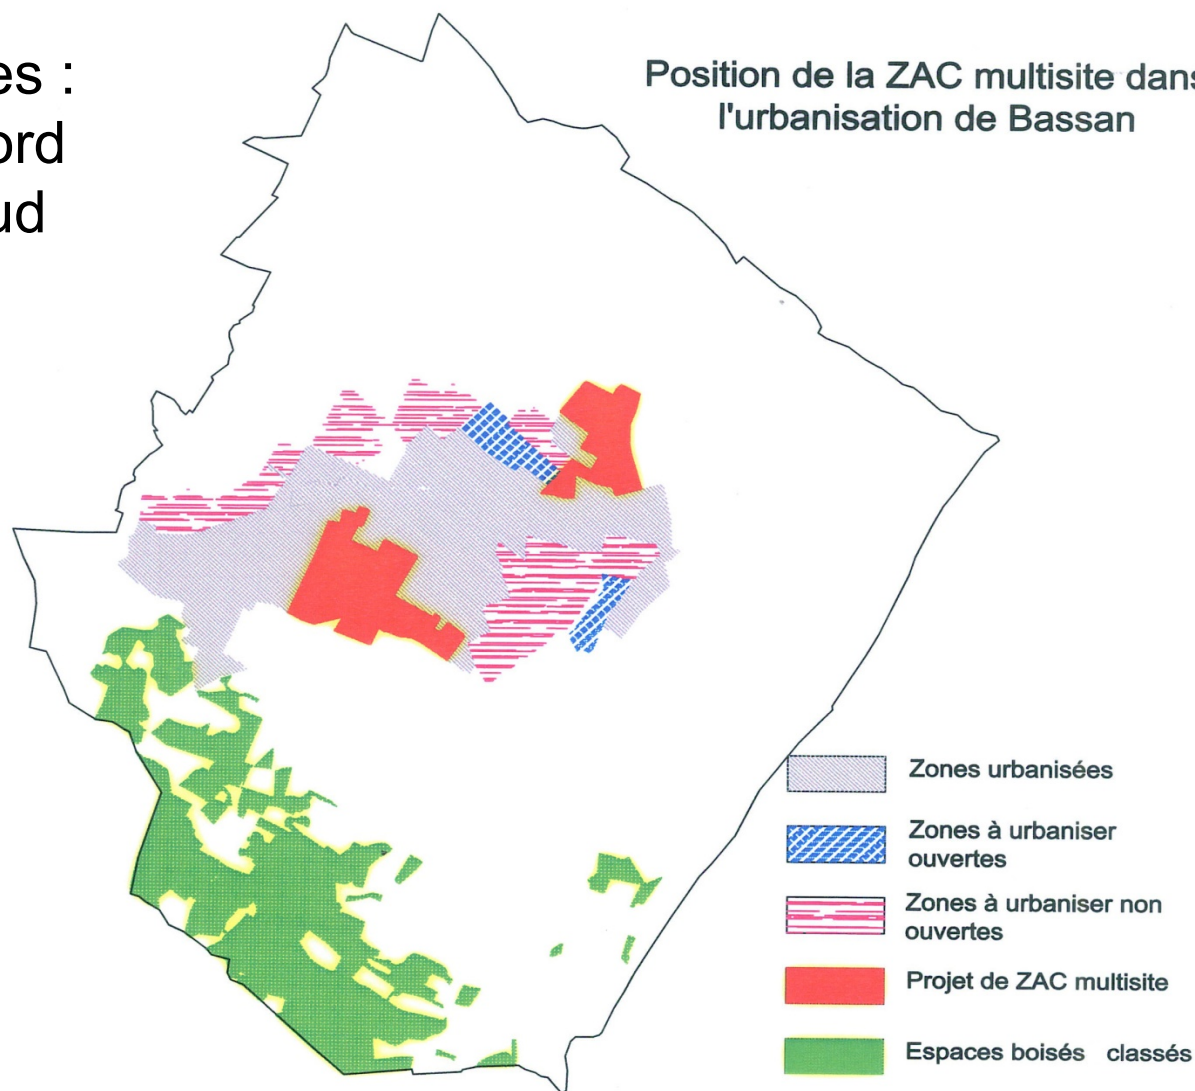 es :
ord
ud
Position de la ZAC multisite dans
l'urbanisation de Bassan
Zones urbanisées
Zones à urbaniser
ouvertes
Zones à urbaniser non
ouvertes
Projet de ZAC multisite
Espaces boisés classés